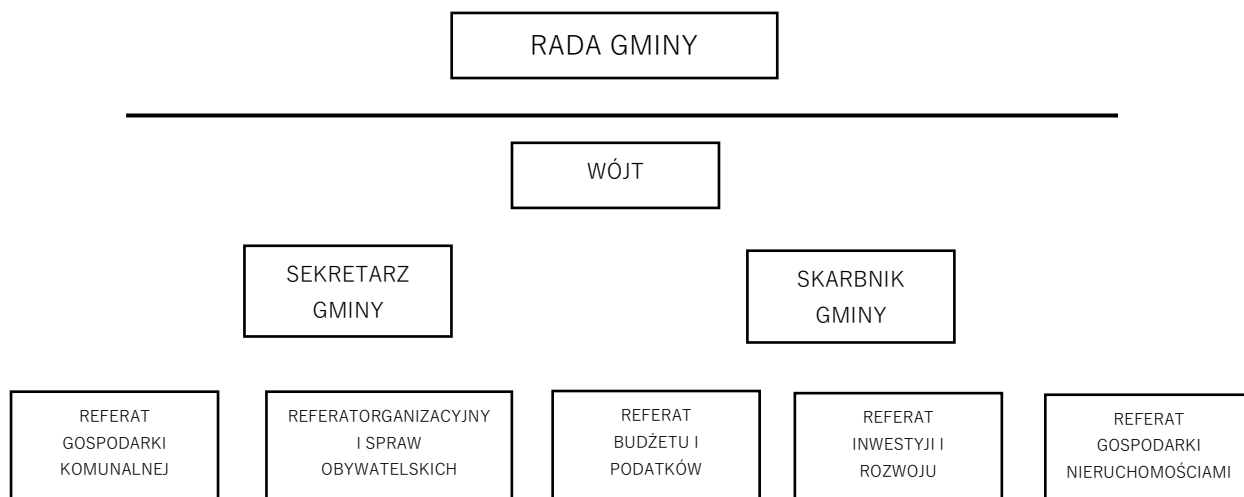 RADA GMINY
WÓJT
SEKRETARZ
GMINY
SKARBNIK
GMINY
REFERAT
GOSPODARKI
KOMUNALNEJ
REFERATORGANIZACYJNY
I SPRAW
OBYWATELSKICH
REFERAT
BUDŻETU I
PODATKÓW
REFERAT
INWESTYJI I
ROZWOJU
REFERAT
GOSPODARKI
NIERUCHOMOŚCIAMI